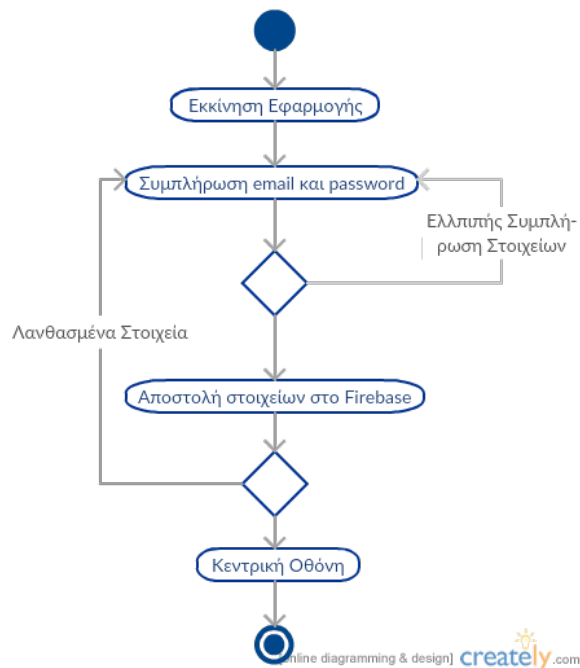 Εκκίνηση Εφαρμογής
Συμπλήρωση email και password
Ελλπιπής Συμπλή-
ρωση Στοιχείων
Λανθασμένα Στοιχεία
Αποστολή στοιχείων στο Firebase
Κεντρική Οθόνη
[online diagramming & design] creately.com